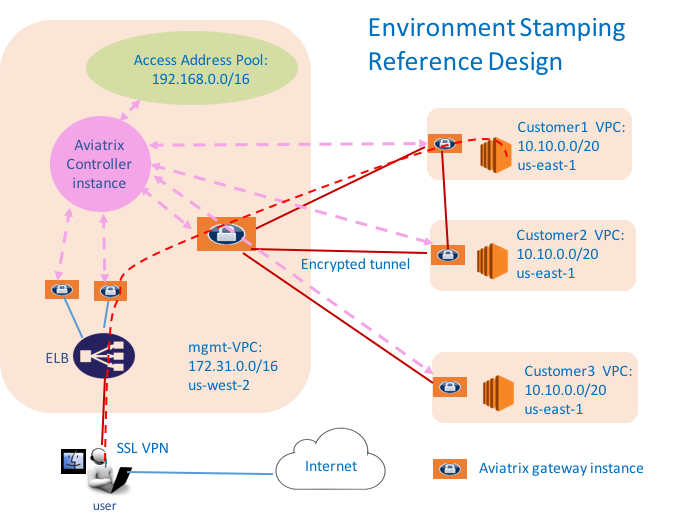 Environment Stamping
Reference Design
Access Address Pool:
192.168.0.0/16
Aviatrix
Controller
instance
Customer1 VPC:
10.10.0.0/20
us-east-1
Customer2 VPC:
10.10.0.0/20
us-east-1
Encrypted tunnel
ELB
mgmt-VPC:
172.31.0.0/16
us-west-2
Customer3 VPC:
10.10.0.0/20
us-east-1
SSL VPN
Internet
Aviatrix gateway instance
user